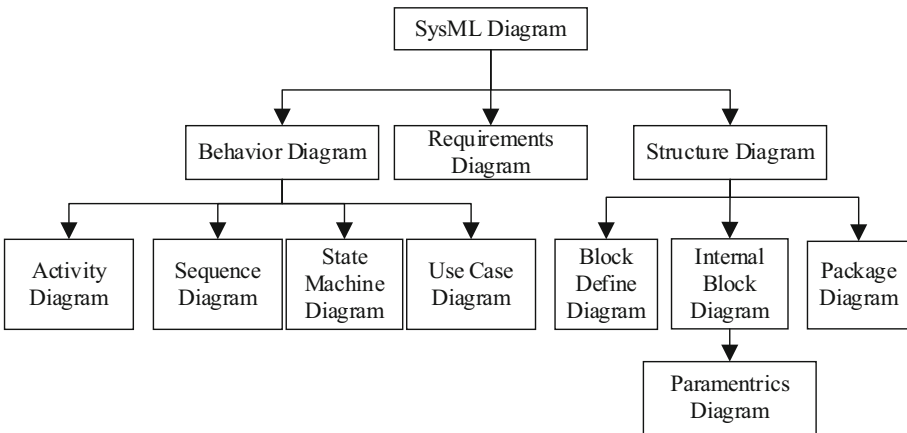 SysML Diagram
Behavior Diagram
Requirements
Diagram
Structure Diagram
Activity
Diagram
Sequence
Diagram
State
Machine
Diagram
Use Case
Diagram
Block
Define
Diagram
Internal
Block
Diagram
Package
Diagram
Paramentrics
Diagram